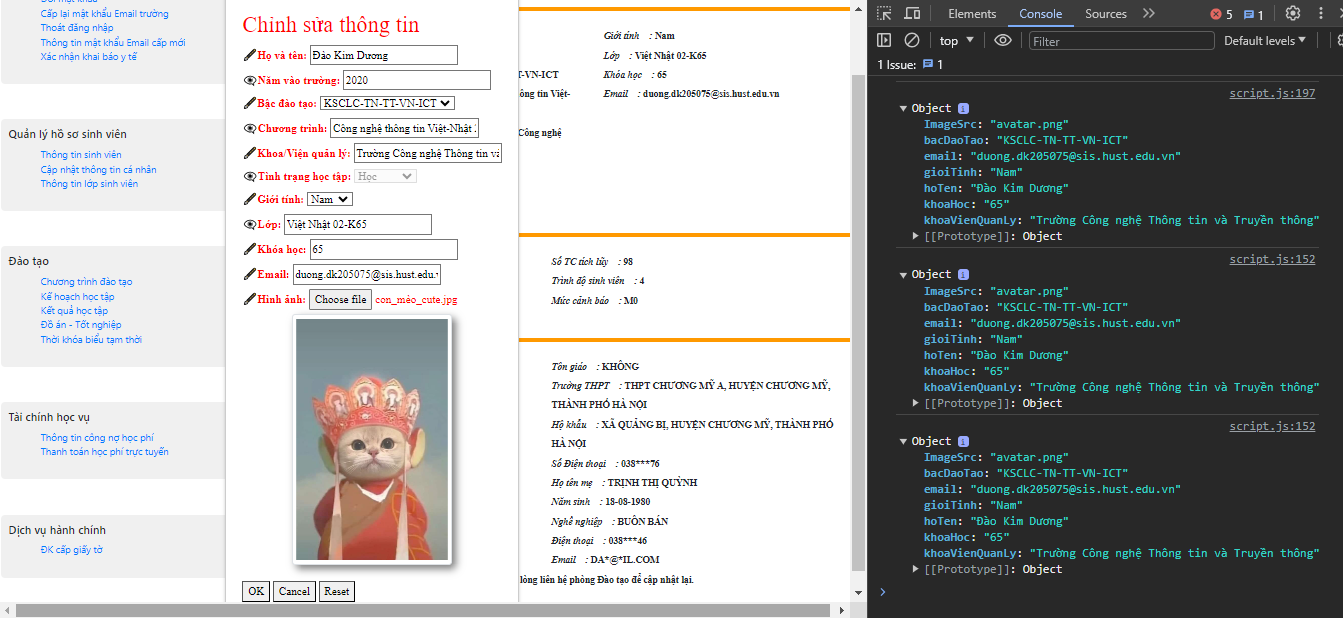 Cấp lại mật khẩu Email trường
Thoát đăng nhập
Thông tin mật khẩu Email cấp mới
Xác nhận khai báo y tế
Quản lý hồ sơ sinh viên
Thông tin sinh viên
Cập nhật thông tin cá nhân
Thông tin lớp sinh viên
Đào tạo
Chương trình đào tạo
Kế hoạch học tập
Kết quả học tập
Đồ án - Tốt nghiệp
Thời khóa biểu tạm thời
Tài chính học vụ
Thông tin công nợ học phí
Thanh toán học phí trực tuyến
Dịch vụ hành chính
ĐK cấp giấy tờ
Chỉnh sửa thông tin
Họ và tên: Đào Kim Dương
Năm vào trường: 2020
Bậc đào tạo: KSCLC-TN-TT-VN-ICT
Chương trình: Công nghệ thông tin Việt-Nhật
Khoa/Viện quản lý: Trường Công nghệ Thông tin và
Tình trạng học tập: Học
Giới tính: Nam
Lớp: Việt Nhật 02-K65
Khóa học: 65
Email: duong.dk205075@sis.hust.edu.v
Hình ảnh: Choose file con_mèo_cute.jpg
OK Cancel Reset
Giới tính : Nam
Lớp : Việt Nhật 02-K65
T-VN-ICT Khóa học : 65
ông tin Việt- Email : duong.dk205075@sis.hust.edu.vn
Công nghệ
Số TC tích lũy : 98
Trình độ sinh viên : 4
Mức cảnh báo : M0
Tôn giáo : KHÔNG
Trường THPT : THPT CHƯƠNG MỸ A, HUYỆN CHƯƠNG MỸ,
THÀNH PHỐ HÀ NỘI
Hộ khẩu : XÃ QUẢNG BỊ, HUYỆN CHƯƠNG MỸ, THÀNH PHỐ
HÀ NỘI
Số Điện thoại : 038***76
Họ tên mẹ : TRỊNH THỊ QUỲNH
Năm sinh : 18-08-1980
Nghề nghiệp : BUÔN BÁN
Điện thoại : 038***46
Email : DA*@*IL.COM
lòng liên hệ phòng Đào tạo để cập nhật lại.
Elements Console Sources 5 1
top Filter Default levels
1 Issue: 1
script.js:197
Object
ImageSrc: "avatar.png"
bacDaoTao: "KSCLC-TN-TT-VN-ICT"
email: "duong.dk205075@sis.hust.edu.vn"
gioiTinh: "Nam"
hoTen: "Đào Kim Dương"
khoaHoc: "65"
khoaVienQuanLy: "Trường Công nghệ Thông tin và Truyền thông"
[[Prototype]]: Object
script.js:152
Object
ImageSrc: "avatar.png"
bacDaoTao: "KSCLC-TN-TT-VN-ICT"
email: "duong.dk205075@sis.hust.edu.vn"
gioiTinh: "Nam"
hoTen: "Đào Kim Dương"
khoaHoc: "65"
khoaVienQuanLy: "Trường Công nghệ Thông tin và Truyền thông"
[[Prototype]]: Object
script.js:152
Object
ImageSrc: "avatar.png"
bacDaoTao: "KSCLC-TN-TT-VN-ICT"
email: "duong.dk205075@sis.hust.edu.vn"
gioiTinh: "Nam"
hoTen: "Đào Kim Dương"
khoaHoc: "65"
khoaVienQuanLy: "Trường Công nghệ Thông tin và Truyền thông"
[[Prototype]]: Object